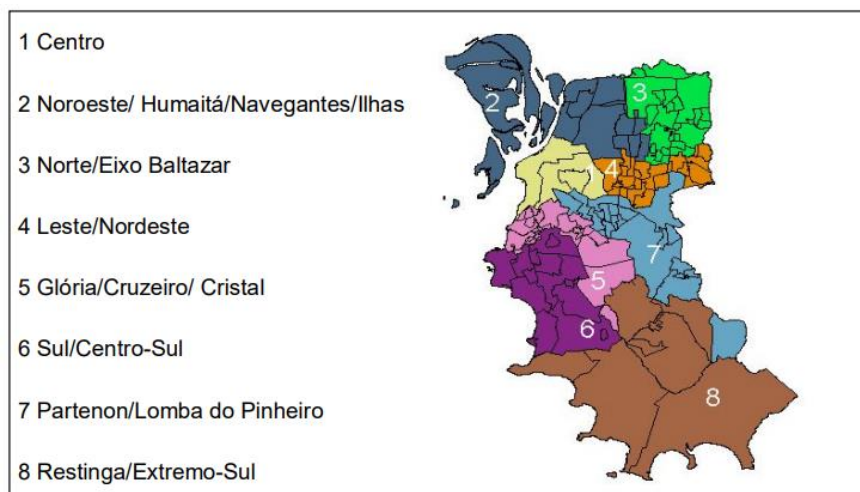 1 Centro
2 Noroeste/ Humaitá/Navegantes/Ilhas
3 Norte/Eixo Baltazar
4 Leste/Nordeste
5 Glória/Cruzeiro/ Cristal
6 Sul/Centro-Sul
7 Partenon/Lomba do Pinheiro
8 Restinga/Extremo-Sul
2
3
1
4
7
5
6
8